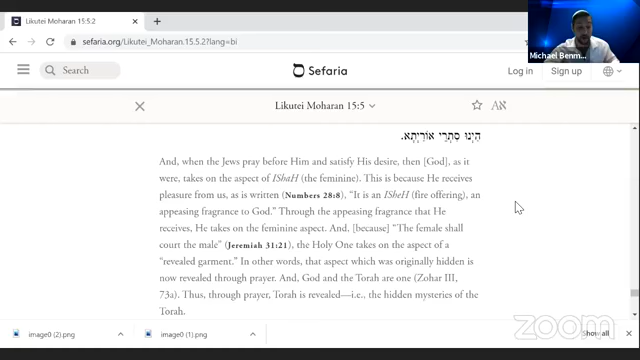 Likutei Moharan 15:5:2
sefaria.org/Likutei_Moharan.15.5.2?lang=bi
Michael Benm...
Search
Sefaria
Log in
Sign up
Likutei Moharan 15:5
הַיְנוּ סִתְרֵי אוֹרַיְתָא.
And, when the Jews pray before Him and satisfy His desire, then [God], as it
were, takes on the aspect of IShaH (the feminine). This is because He receives
pleasure from us, as is written (Numbers 28:8), “It is an ISheH (fire offering), an
appeasing fragrance to God.” Through the appeasing fragrance that He
receives, He takes on the feminine aspect. And, [because] “The female shall
court the male” (Jeremiah 31:21), the Holy One takes on the aspect of a
“revealed garment.” In other words, that aspect which was originally hidden is
now revealed through prayer. And, God and the Torah are one (Zohar III,
73a). Thus, through prayer, Torah is revealed—i.e., the hidden mysteries of the
Torah.
image0 (2).png
image0 (1).png
Show all
zoom